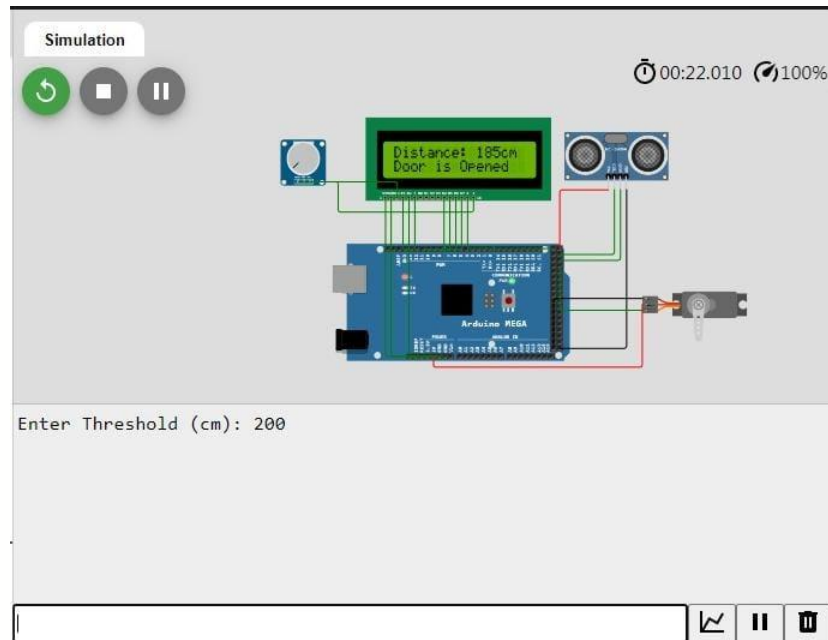 Simulation
00:22.010 100%
Distance: 185cm
Door is Opened
Arduino MEGA
Enter Threshold (cm): 200